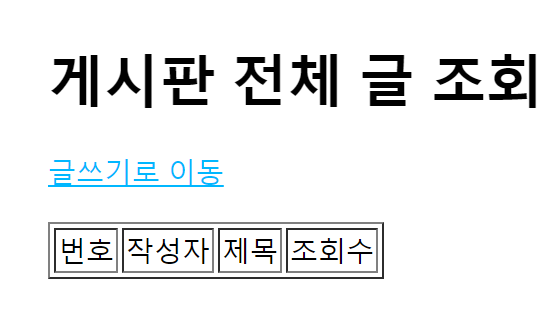 게시판 전체 글 조회
글쓰기로 이동
번호 작성자 제목 조회수